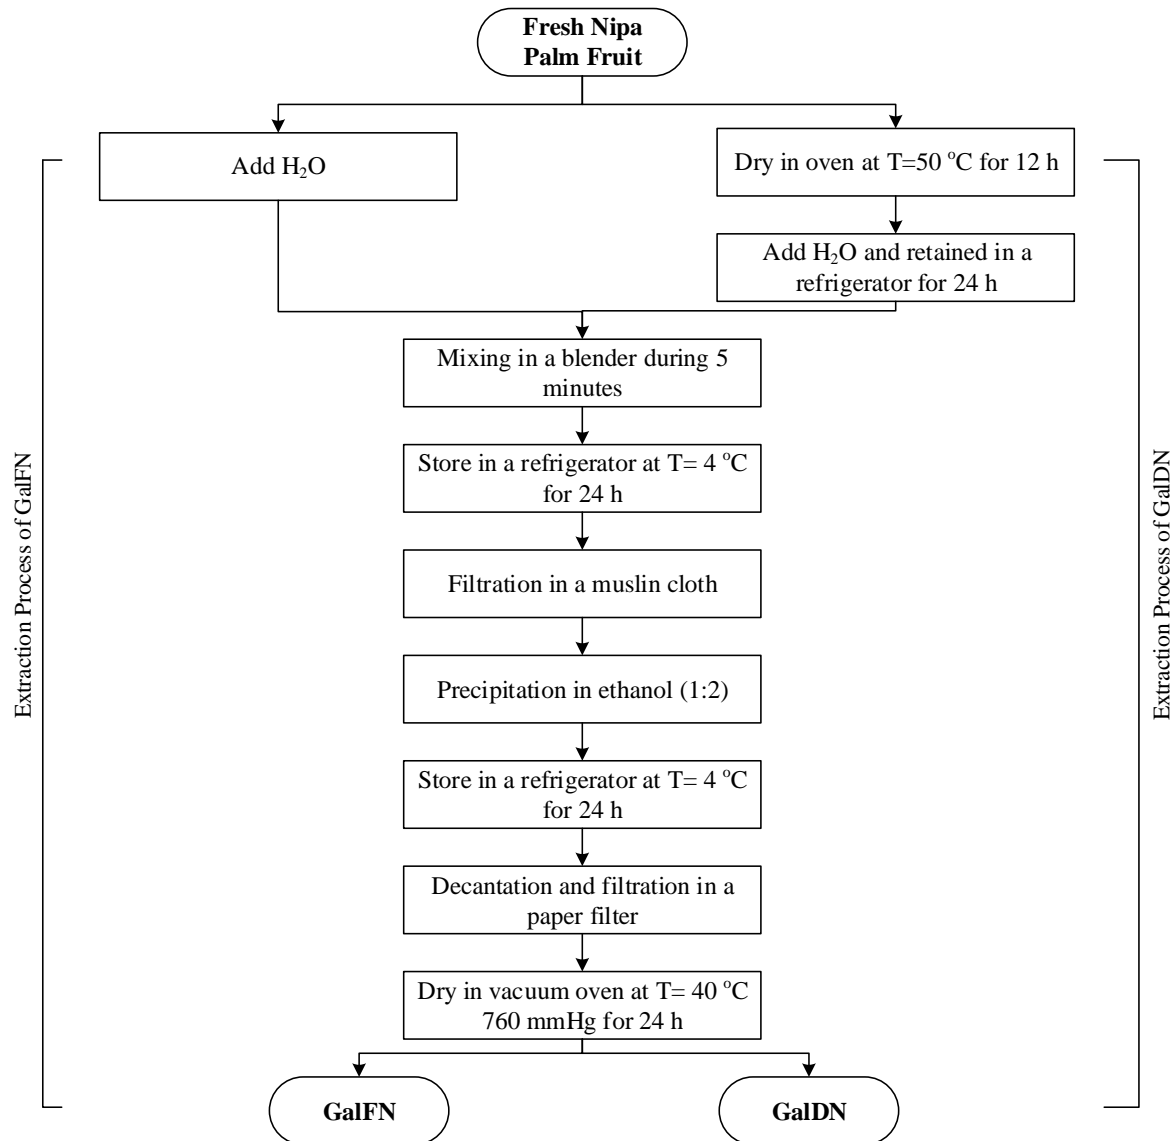 Fresh Nipa
Palm Fruit
Add H₂O
Dry in oven at T=50 °C for 12 h
Add H₂O and retained in a
refrigerator for 24 h
Mixing in a blender during 5
minutes
Store in a refrigerator at T= 4 °C
for 24 h
Filtration in a muslin cloth
Precipitation in ethanol (1:2)
Store in a refrigerator at T= 4 °C
for 24 h
Decantation and filtration in a
paper filter
Dry in vacuum oven at T= 40 °C
760 mmHg for 24 h
GalFN
GalDN
Extraction Process of GalFN
Extraction Process of GalDN